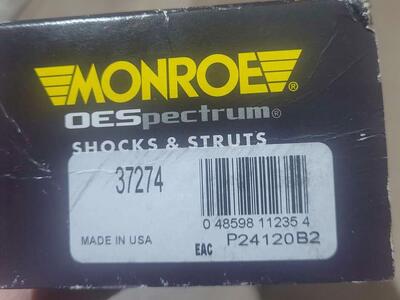 MONROE®
OESpectrum®
SHOCKS & STRUTS
37274
0 48598 11235 4
MADE IN USA
EAC P24120B2